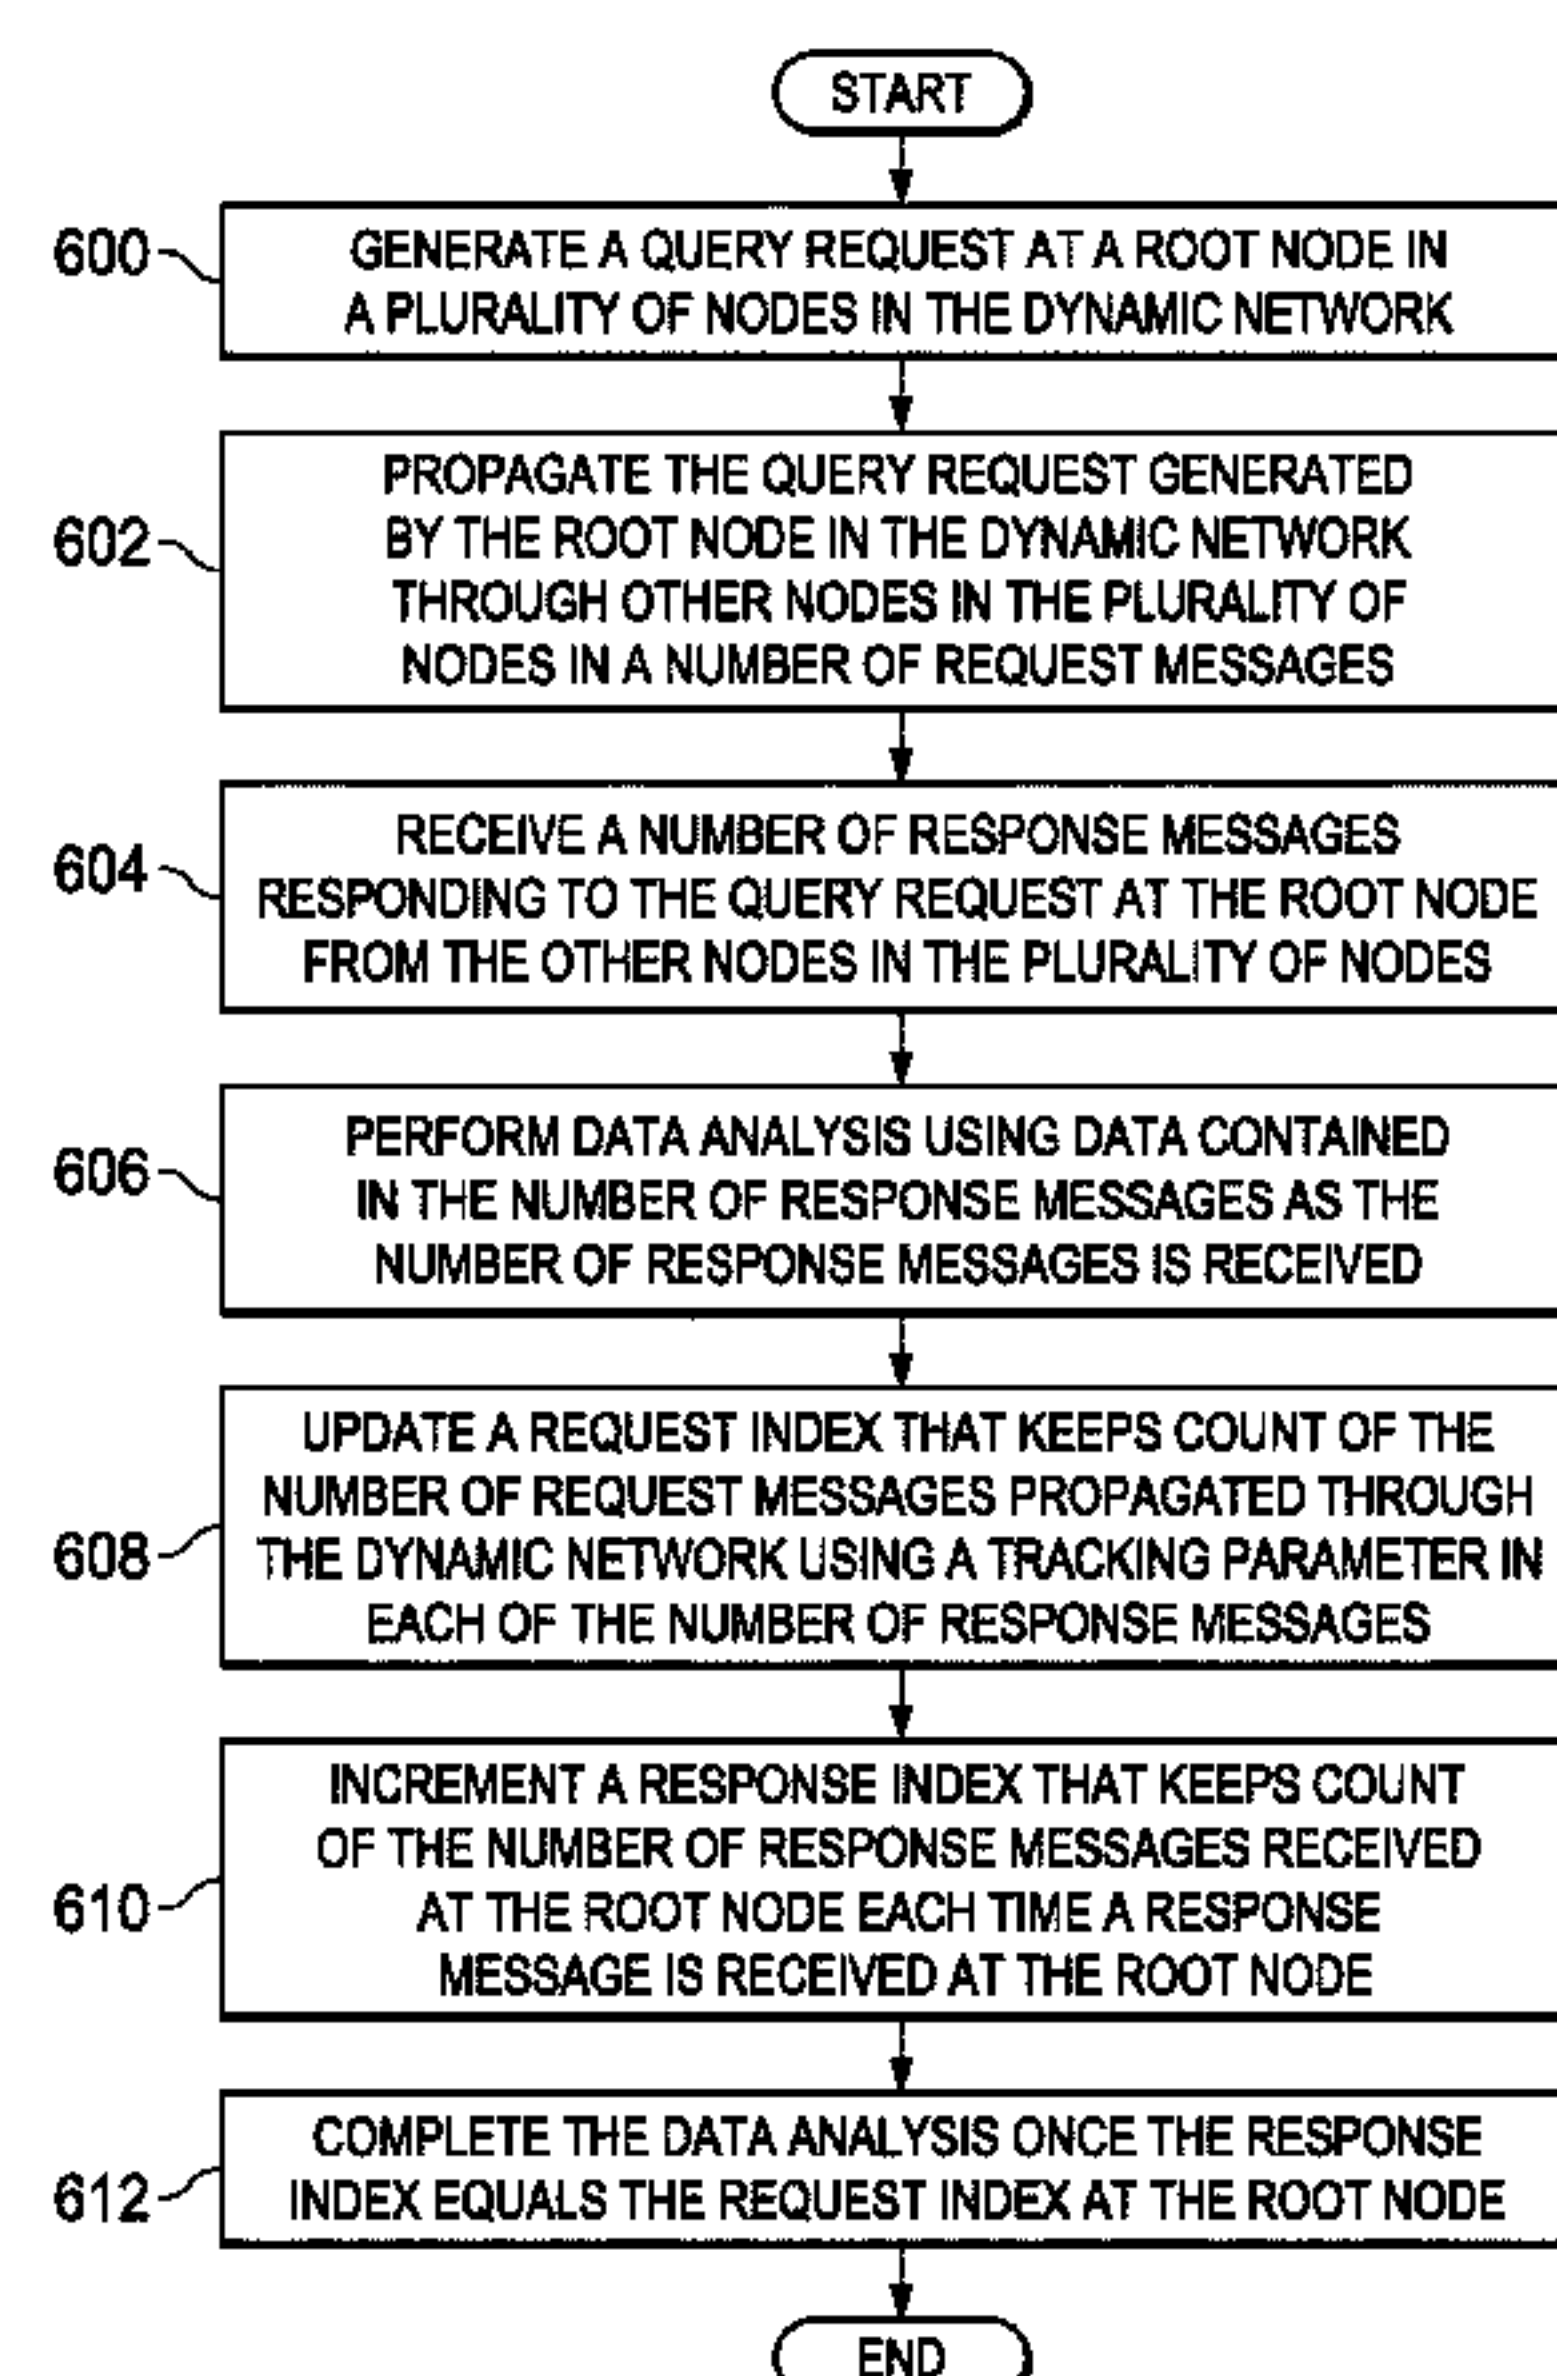 START
600
GENERATE A QUERY REQUEST AT A ROOT NODE IN
A PLURALITY OF NODES IN THE DYNAMIC NETWORK
602
PROPAGATE THE QUERY REQUEST GENERATED
BY THE ROOT NODE IN THE DYNAMIC NETWORK
THROUGH OTHER NODES IN THE PLURALITY OF
NODES IN A NUMBER OF REQUEST MESSAGES
604
RECEIVE A NUMBER OF RESPONSE MESSAGES
RESPONDING TO THE QUERY REQUEST AT THE ROOT NODE
FROM THE OTHER NODES IN THE PLURALITY OF NODES
606
PERFORM DATA ANALYSIS USING DATA CONTAINED
IN THE NUMBER OF RESPONSE MESSAGES AS THE
NUMBER OF RESPONSE MESSAGES IS RECEIVED
608
UPDATE A REQUEST INDEX THAT KEEPS COUNT OF THE
NUMBER OF REQUEST MESSAGES PROPAGATED THROUGH
THE DYNAMIC NETWORK USING A TRACKING PARAMETER IN
EACH OF THE NUMBER OF RESPONSE MESSAGES
610
INCREMENT A RESPONSE INDEX THAT KEEPS COUNT
OF THE NUMBER OF RESPONSE MESSAGES RECEIVED
AT THE ROOT NODE EACH TIME A RESPONSE
MESSAGE IS RECEIVED AT THE ROOT NODE
612
COMPLETE THE DATA ANALYSIS ONCE THE RESPONSE
INDEX EQUALS THE REQUEST INDEX AT THE ROOT NODE
END